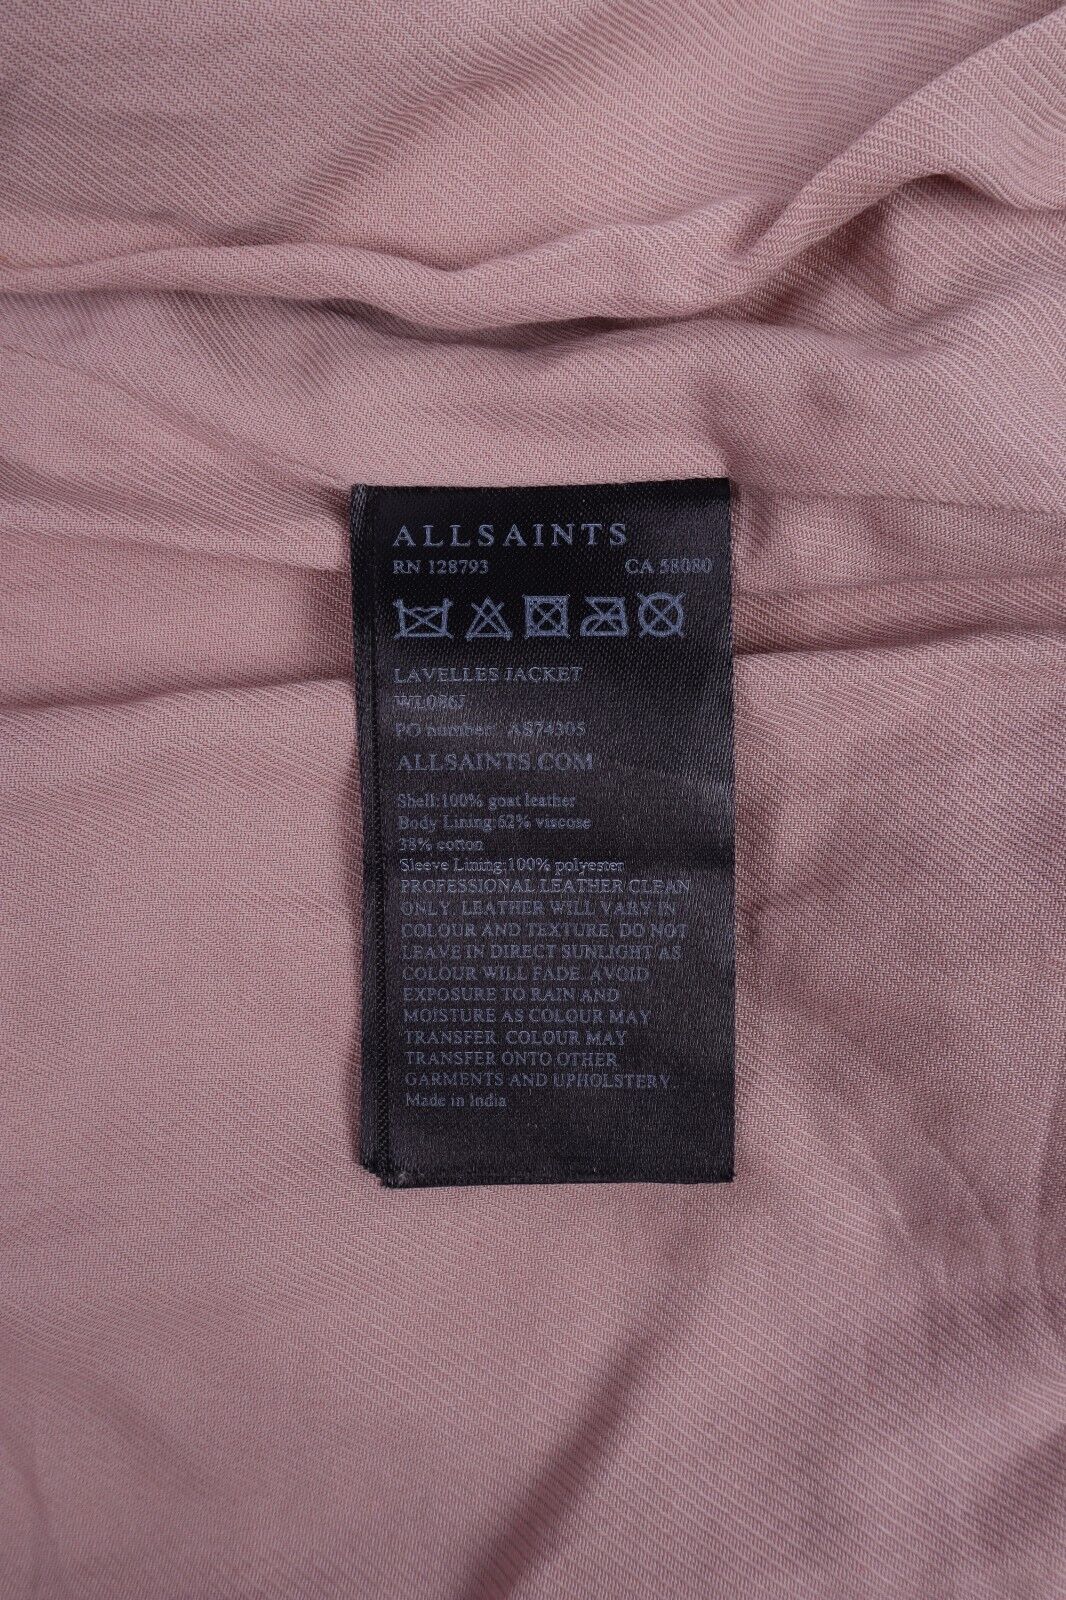 ALLSAINTS
RN 128793 CA 58080
LAVELLES JACKET
WL086J
PO number: AS74305
ALLSAINTS.COM
Shell:100% goat leather
Body Lining:62% viscose
38% cotton
Sleeve Lining:100% polyester
PROFESSIONAL LEATHER CLEAN
ONLY. LEATHER WILL VARY IN
COLOUR AND TEXTURE. DO NOT
LEAVE IN DIRECT SUNLIGHT AS
COLOUR WILL FADE. AVOID
EXPOSURE TO RAIN AND
MOISTURE AS COLOUR MAY
TRANSFER. COLOUR MAY
TRANSFER ONTO OTHER
GARMENTS AND UPHOLSTERY.
Made in India